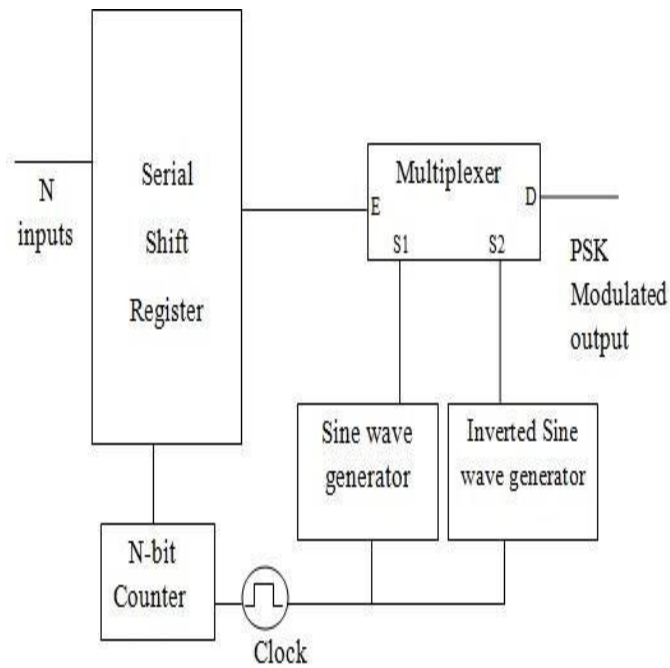 N
inputs
Serial
Shift
Register
Multiplexer
E
D
S1
S2
PSK
Modulated
output
Sine wave
generator
Inverted Sine
wave generator
N-bit
Counter
Clock